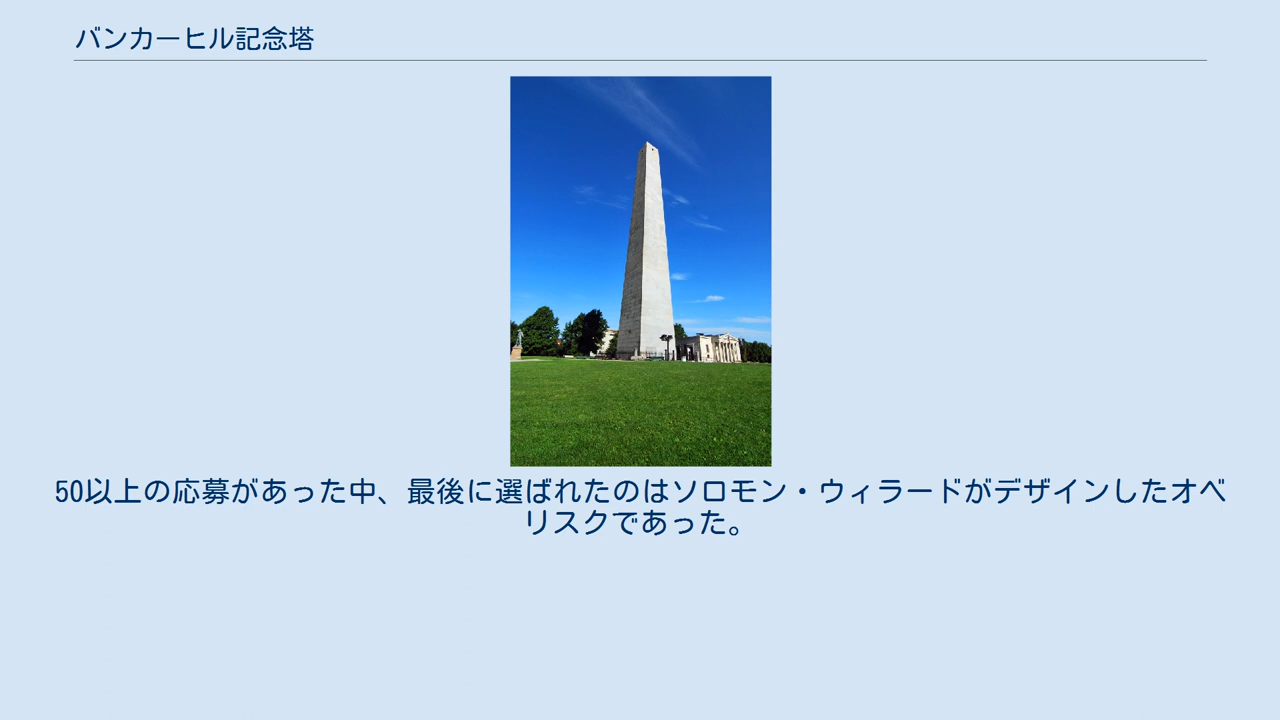 バンカーヒル記念塔
50以上の応募があった中、最後に選ばれたのはソロモン・ウィラードがデザインしたオベ
リスクであった。